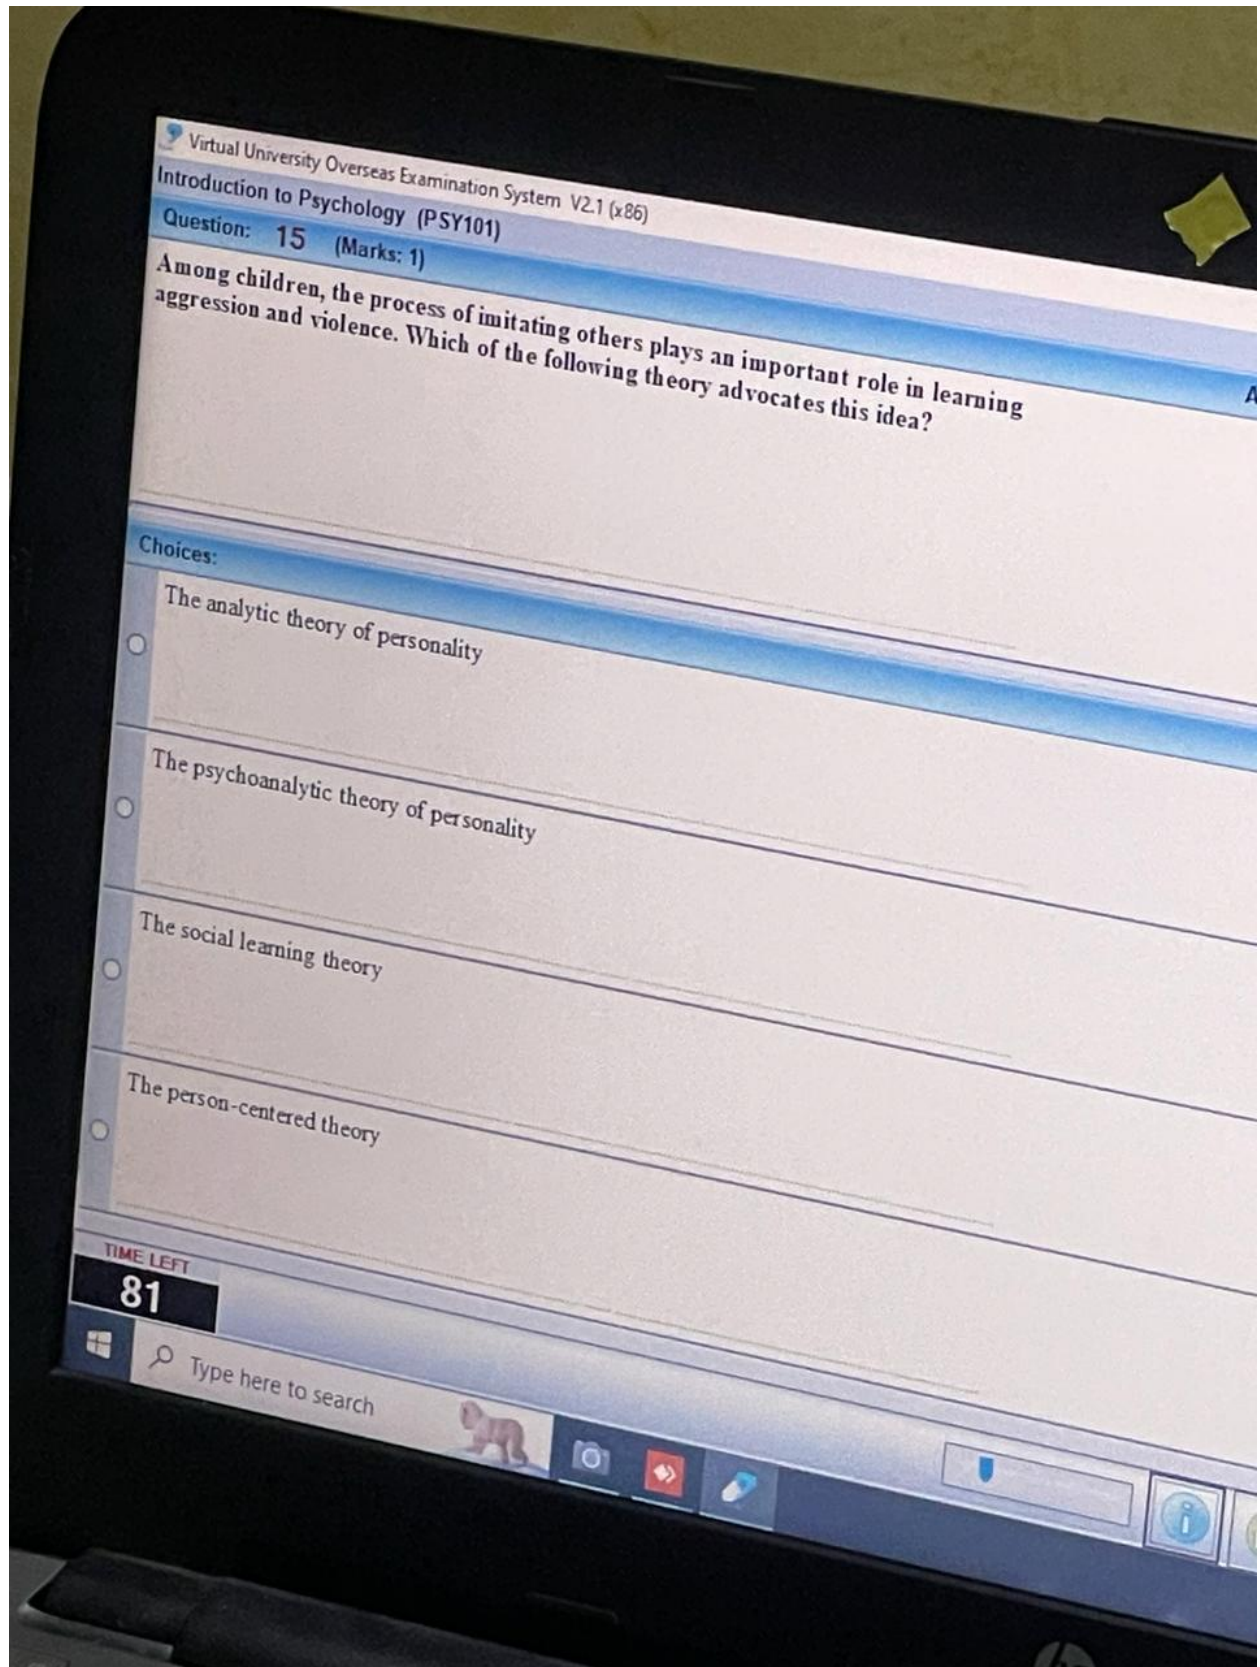 Virtual University Overseas Examination System V2.1 (x86)
Introduction to Psychology (PSY101)
Question: 15 (Marks: 1)
A
Among children, the process of imitating others plays an important role in learning
aggression and violence. Which of the following theory advocates this idea?
Choices:
The analytic theory of personality
The psychoanalytic theory of personality
The social learning theory
The person-centered theory
TIME LEFT
81
Type here to search